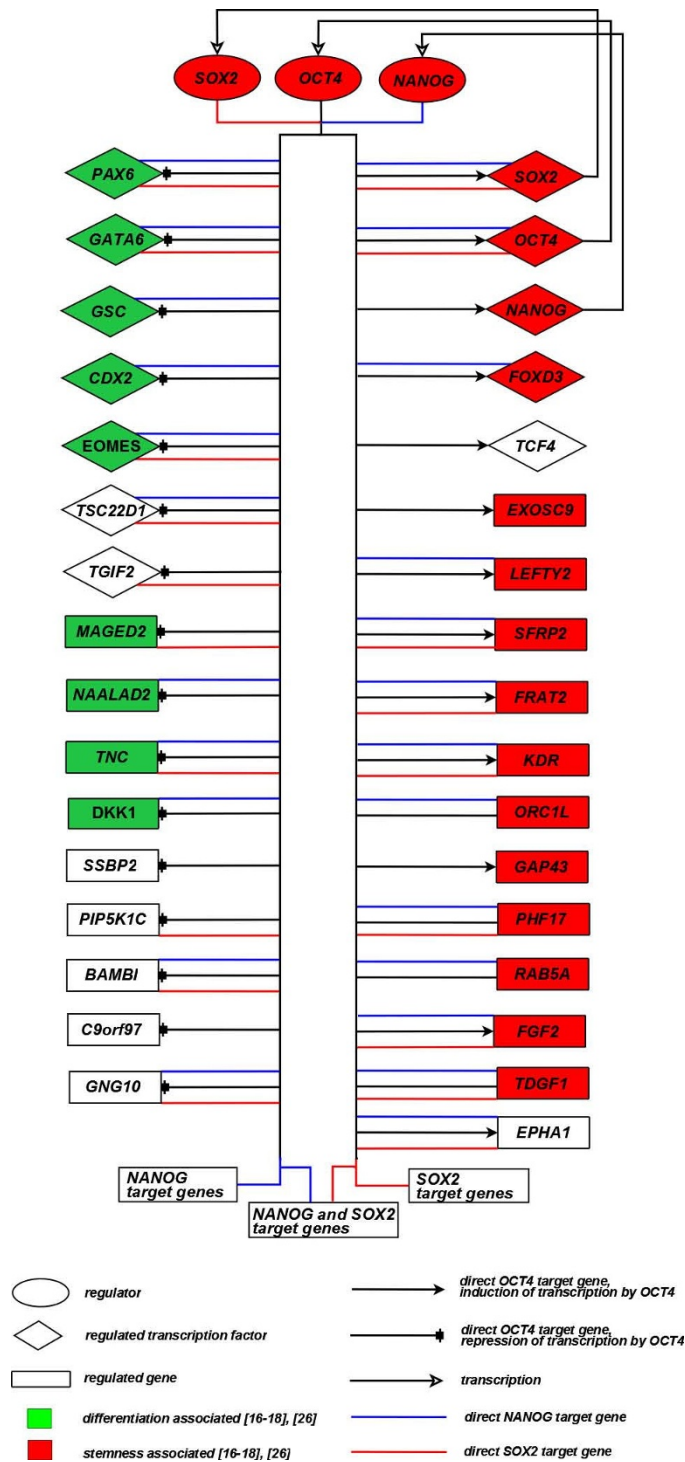 SOX2 OCT4 NANOG
PAX6 SOX2
GATA6 OCT4
GSC NANOG
CDX2 FOXD3
EOMES TCF4
TSC22D1 EXOSC9
TGIF2 LEFTY2
MAGED2 SFRP2
NAALAD2 FRAT2
TNC KDR
DKK1 ORC1L
SSBP2 GAP43
PIP5K1C PHF17
BAMBI RAB5A
C9orf97 FGF2
GNG10 TDGF1
EPHA1
NANOG
target genes
NANOG and SOX2
target genes
SOX2
target genes
regulator
regulated transcription factor
regulated gene
differentiation associated [16-18], [26]
stemness associated [16-18], [26]
direct OCT4 target gene,
induction of transcription by OCT4
direct OCT4 target gene,
repression of transcription by OCT4
transcription
direct NANOG target gene
direct SOX2 target gene